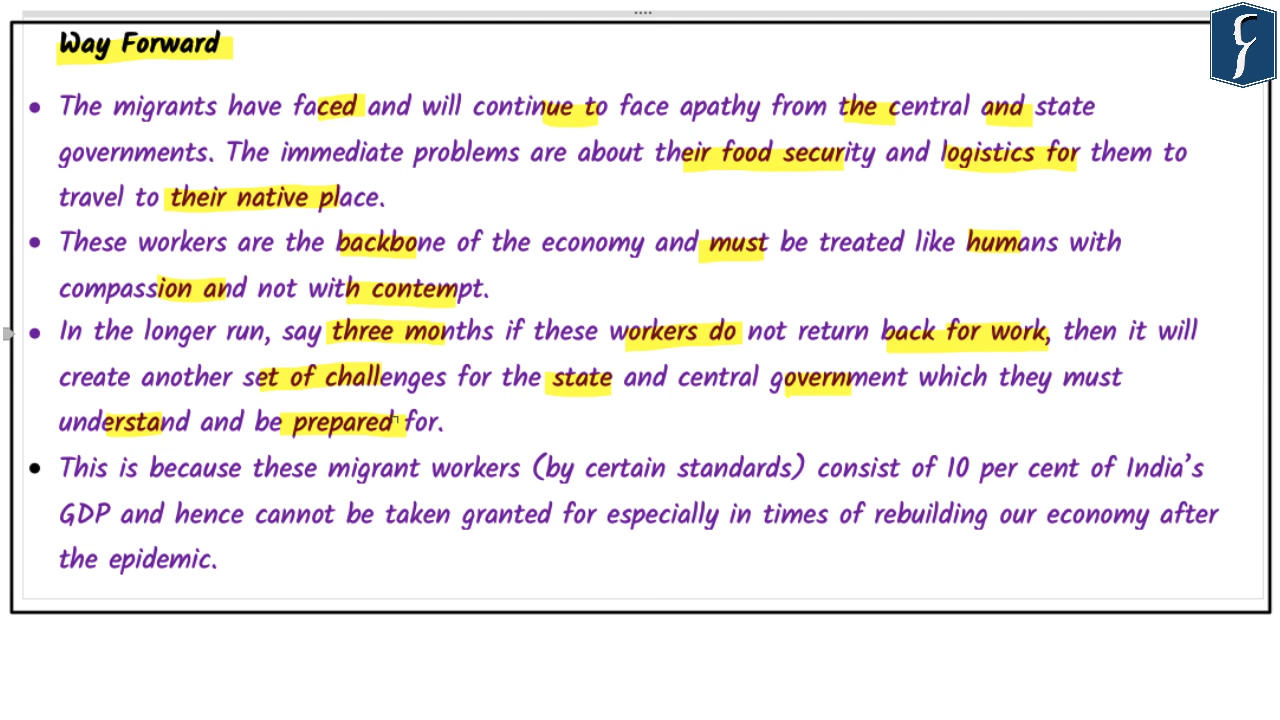 Way Forward
• The migrants have faced and will continue to face apathy from the central and state
governments. The immediate problems are about their food security and logistics for them to
travel to their native place.
• These workers are the backbone of the economy and must be treated like humans with
compassion and not with contempt.
• In the longer run, say three months if these workers do not return back for work, then it will
create another set of challenges for the state and central government which they must
understand and be prepared for.
• This is because these migrant workers (by certain standards) consist of 10 per cent of India's
GDP and hence cannot be taken granted for especially in times of rebuilding our economy after
the epidemic.